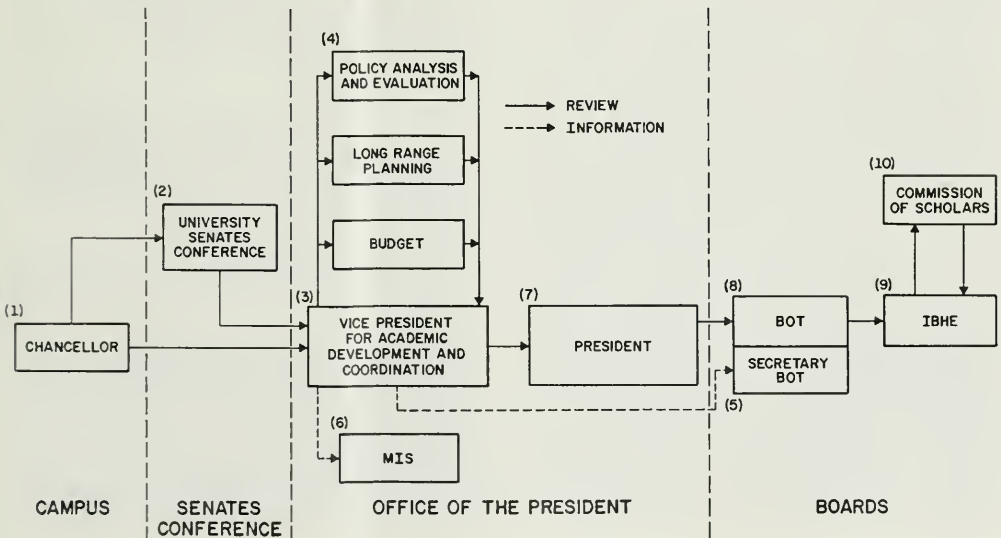 (4)
POLICY ANALYSIS
AND EVALUATION
REVIEW
INFORMATION
LONG RANGE
PLANNING
(10)
COMMISSION
OF SCHOLARS
(2)
UNIVERSITY
SENATES
CONFERENCE
BUDGET
(1)
CHANCELLOR
(3)
VICE PRESIDENT
FOR ACADEMIC
DEVELOPMENT AND
COORDINATION
(7)
PRESIDENT
(8)
BOT
SECRETARY
BOT
(5)
(9)
IBHE
(6)
MIS
CAMPUS
SENATES
CONFERENCE
OFFICE OF THE PRESIDENT
BOARDS